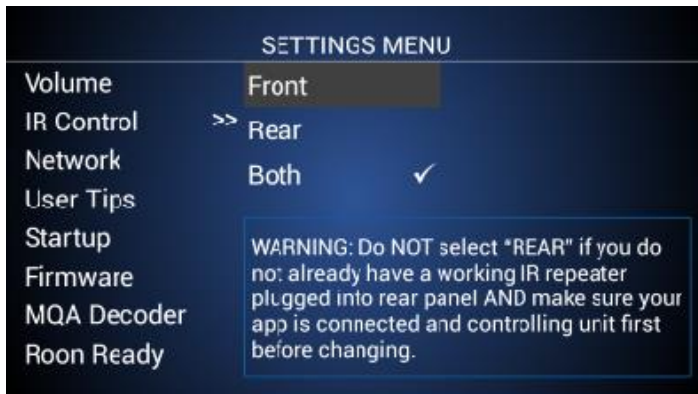 SETTINGS MENU
Volume
Front
IR Control >> Rear
Network
Both ✓
User Tips
Startup
Firmware
MQA Decoder
Roon Ready
WARNING: Do NOT select "REAR" if you do
not already have a working IR repeater
plugged into rear panel AND make sure your
app is connected and controlling unit first
before changing.